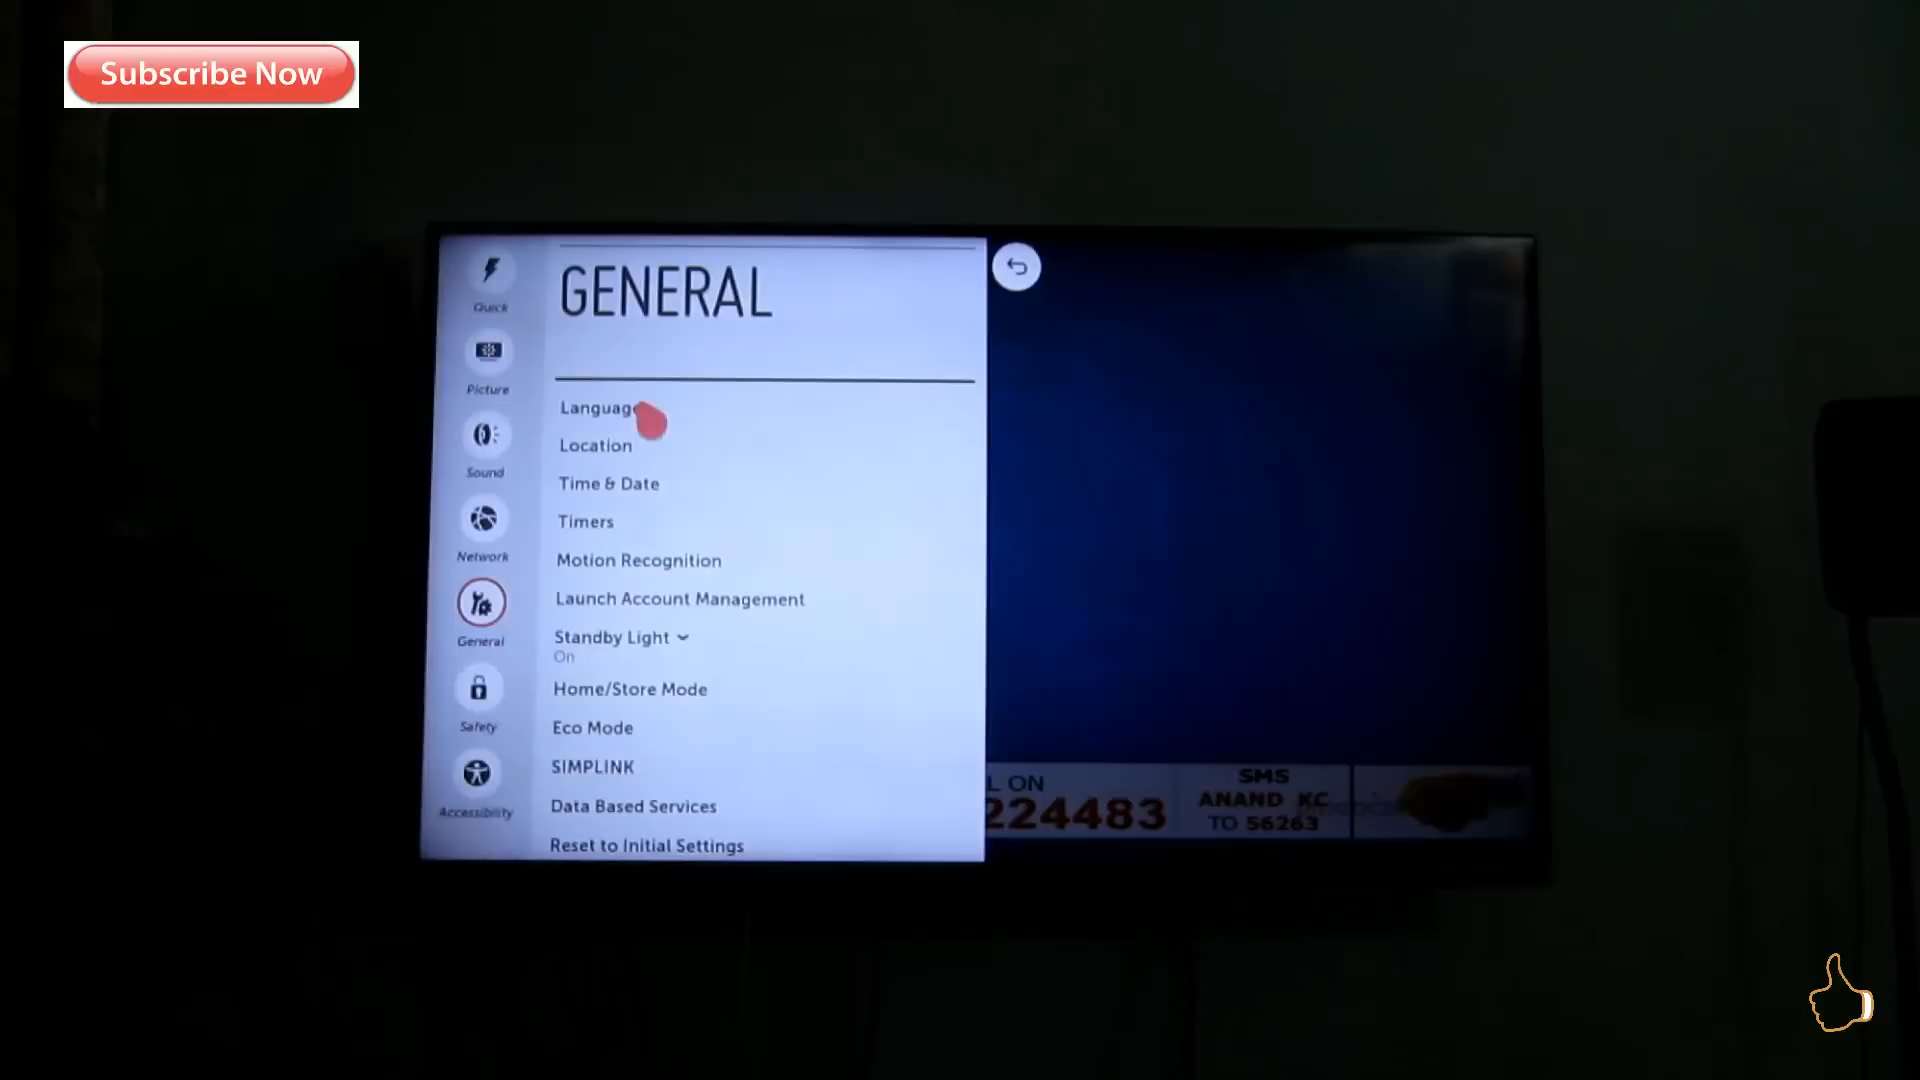 Subscribe Now
Quick
Picture
Sound
Network
General
Safety
Accessibility
GENERAL
Language
Location
Time & Date
Timers
Motion Recognition
Launch Account Management
Standby Light
On
Home/Store Mode
Eco Mode
SIMPLINK
Data Based Services
Reset to Initial Settings
L ON
224483
SMS
ANAND KC
TO 56263